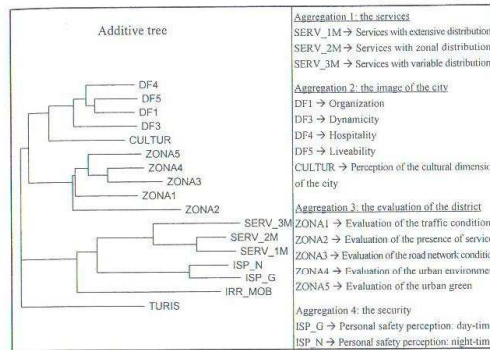 Additive tree
DF4
DF5
DF1
DF3
CULTUR
ZONA5
ZONA4
ZONA3
ZONA1
ZONA2
SERV_3M
SERV_2M
SERV_1M
ISP_N
ISP_G
IRR_MOB
TURIS
Aggregation 1: the services
SERV_1M → Services with extensive distribution
SERV_2M → Services with zonal distribution
SERV_3M → Services with variable distribution
Aggregation 2: the image of the city
DF1 → Organization
DF3 → Dynamicity
DF4 → Hospitality
DF5 → Liveability
CULTUR → Perception of the cultural dimensio
of the city
Aggregation 3: the evaluation of the district
ZONA1 → Evaluation of the traffic condition
ZONA2 → Evaluation of the presence of service
ZONA3 → Evaluation of the road network conditio
ZONA4 → Evaluation of the urban environme
ZONA5 → Evaluation of the urban green
Aggregation 4: the security
ISP_G → Personal safety perception: day-tim
ISP_N → Personal safety perception: night-tim